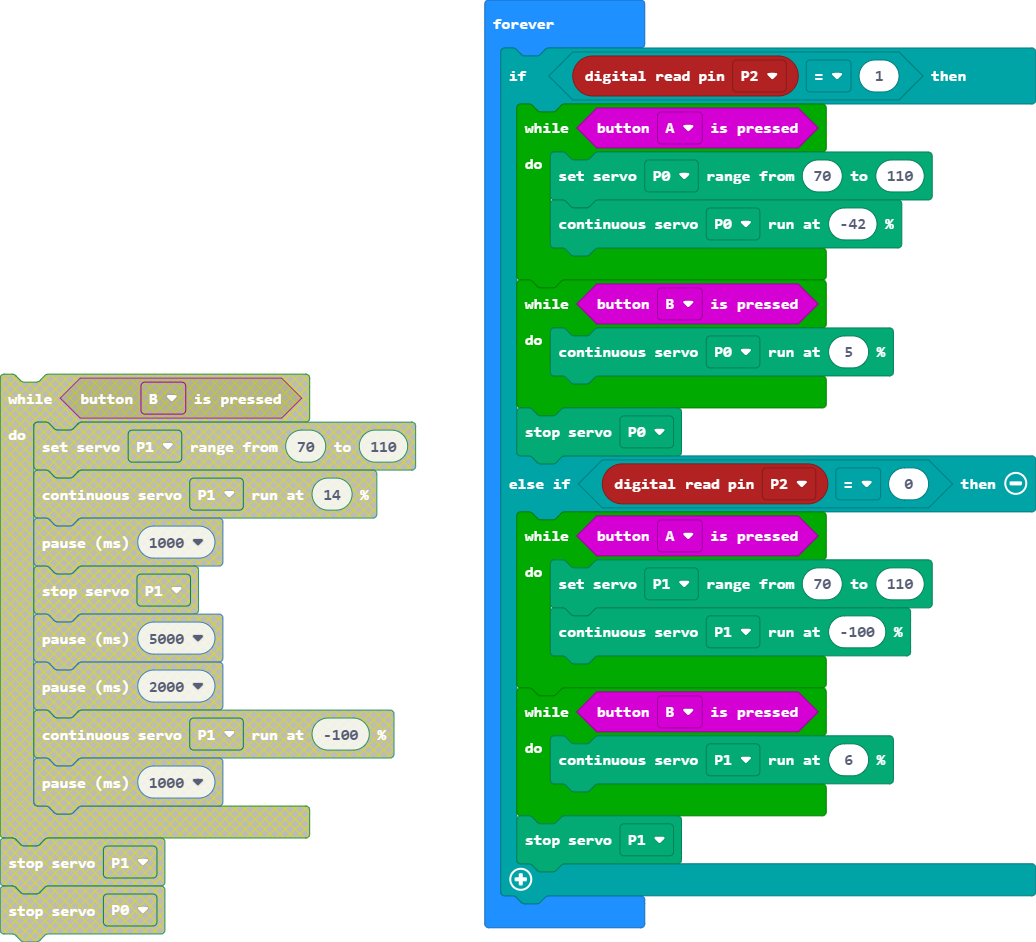 forever
if digital read pin P2 = 1 then
while button A is pressed
do
set servo P0 range from 70 to 110
continuous servo P0 run at -42 %
while button B is pressed
do
continuous servo P0 run at 5 %
stop servo P0
else if digital read pin P2 = 0 then
while button A is pressed
do
set servo P1 range from 70 to 110
continuous servo P1 run at -100 %
while button B is pressed
do
continuous servo P1 run at 6 %
stop servo P1
while button B is pressed
do
set servo P1 range from 70 to 110
continuous servo P1 run at 14 %
pause (ms) 1000
stop servo P1
pause (ms) 5000
pause (ms) 2000
continuous servo P1 run at -100 %
pause (ms) 1000
stop servo P1
stop servo P0